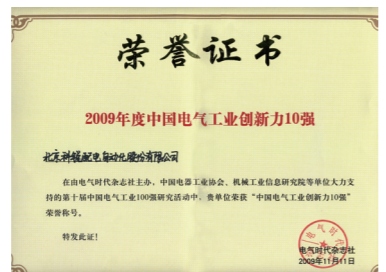 荣誉证书
2009年度中国电气工业创新力10强
北京科锐配电自动化股份有限公司
在由电气时代杂志社主办，中国电器工业协会、机械工业信息研究院等单位大力支
持的第十届中国电气工业100强研究活动中，贵单位荣获“中国电气工业创新力10强”
荣誉称号。
特发此证！
电气时代杂志社
2009年11月11日